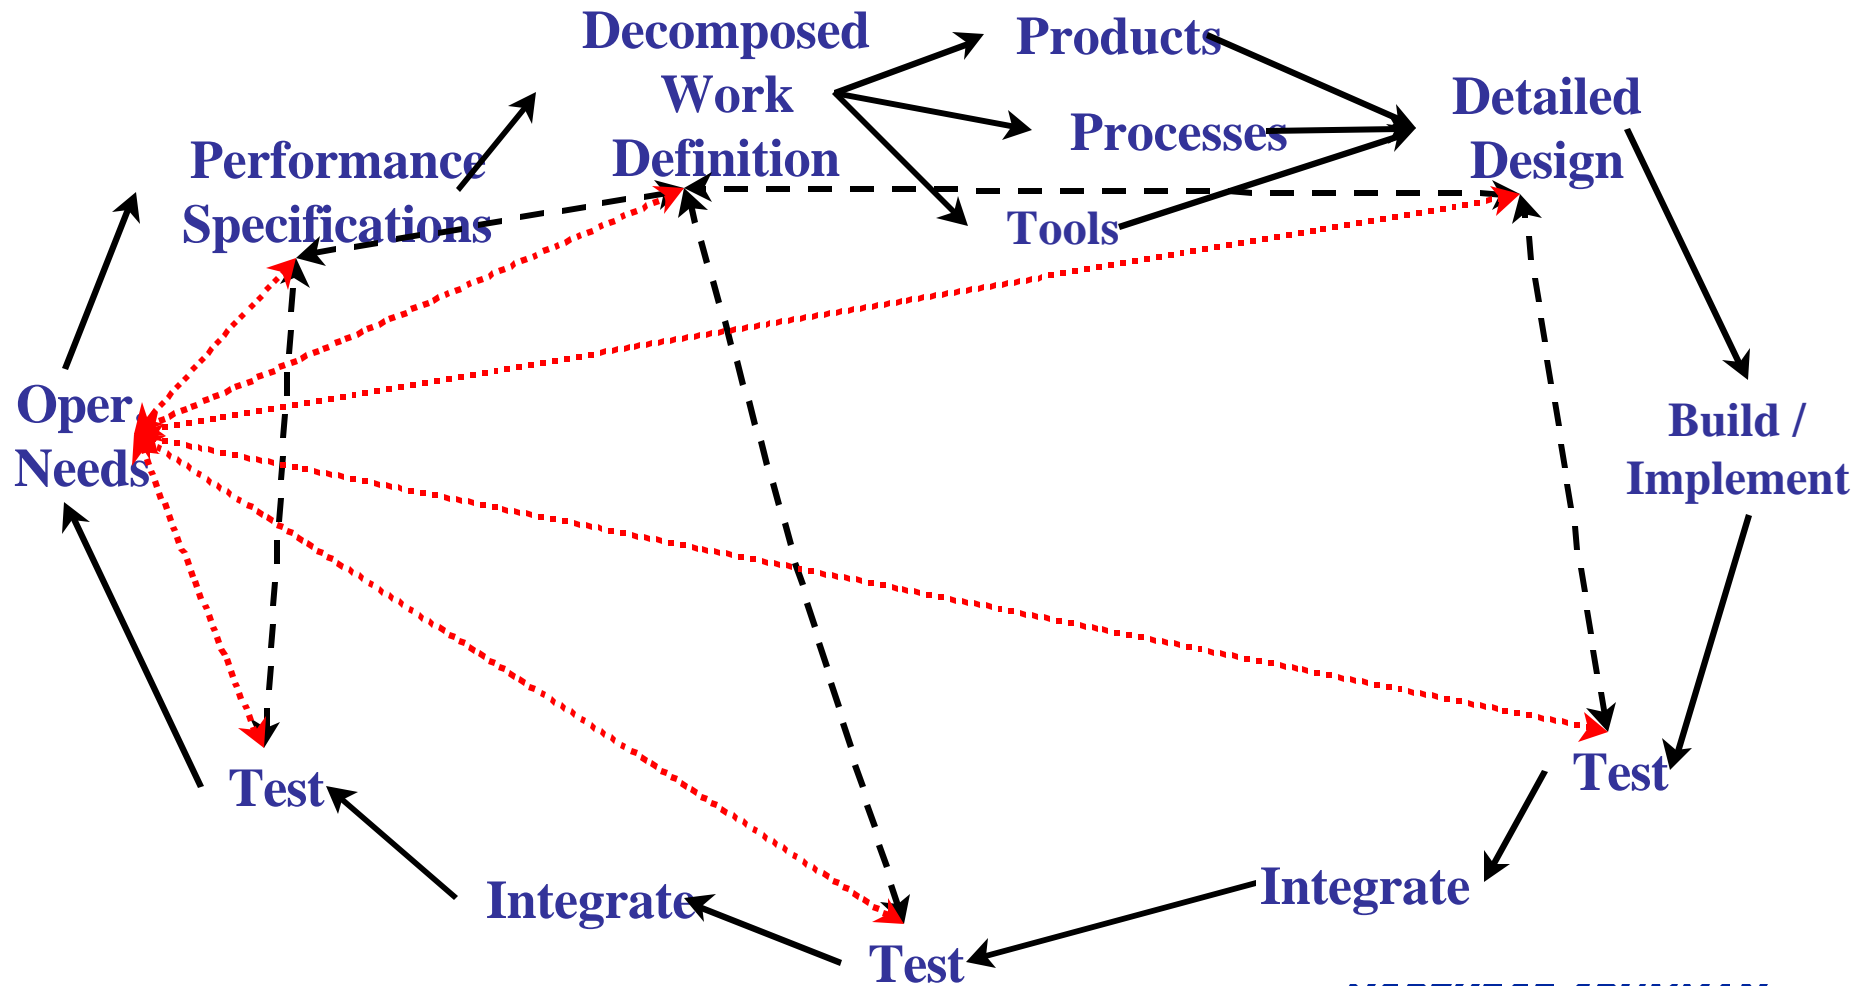 Decomposed
Work
Definition
Products
Processes
Tools
Detailed
Design
Performance
Specifications
Oper.
Needs
Build /
Implement
Test
Integrate
Test
Integrate
Test